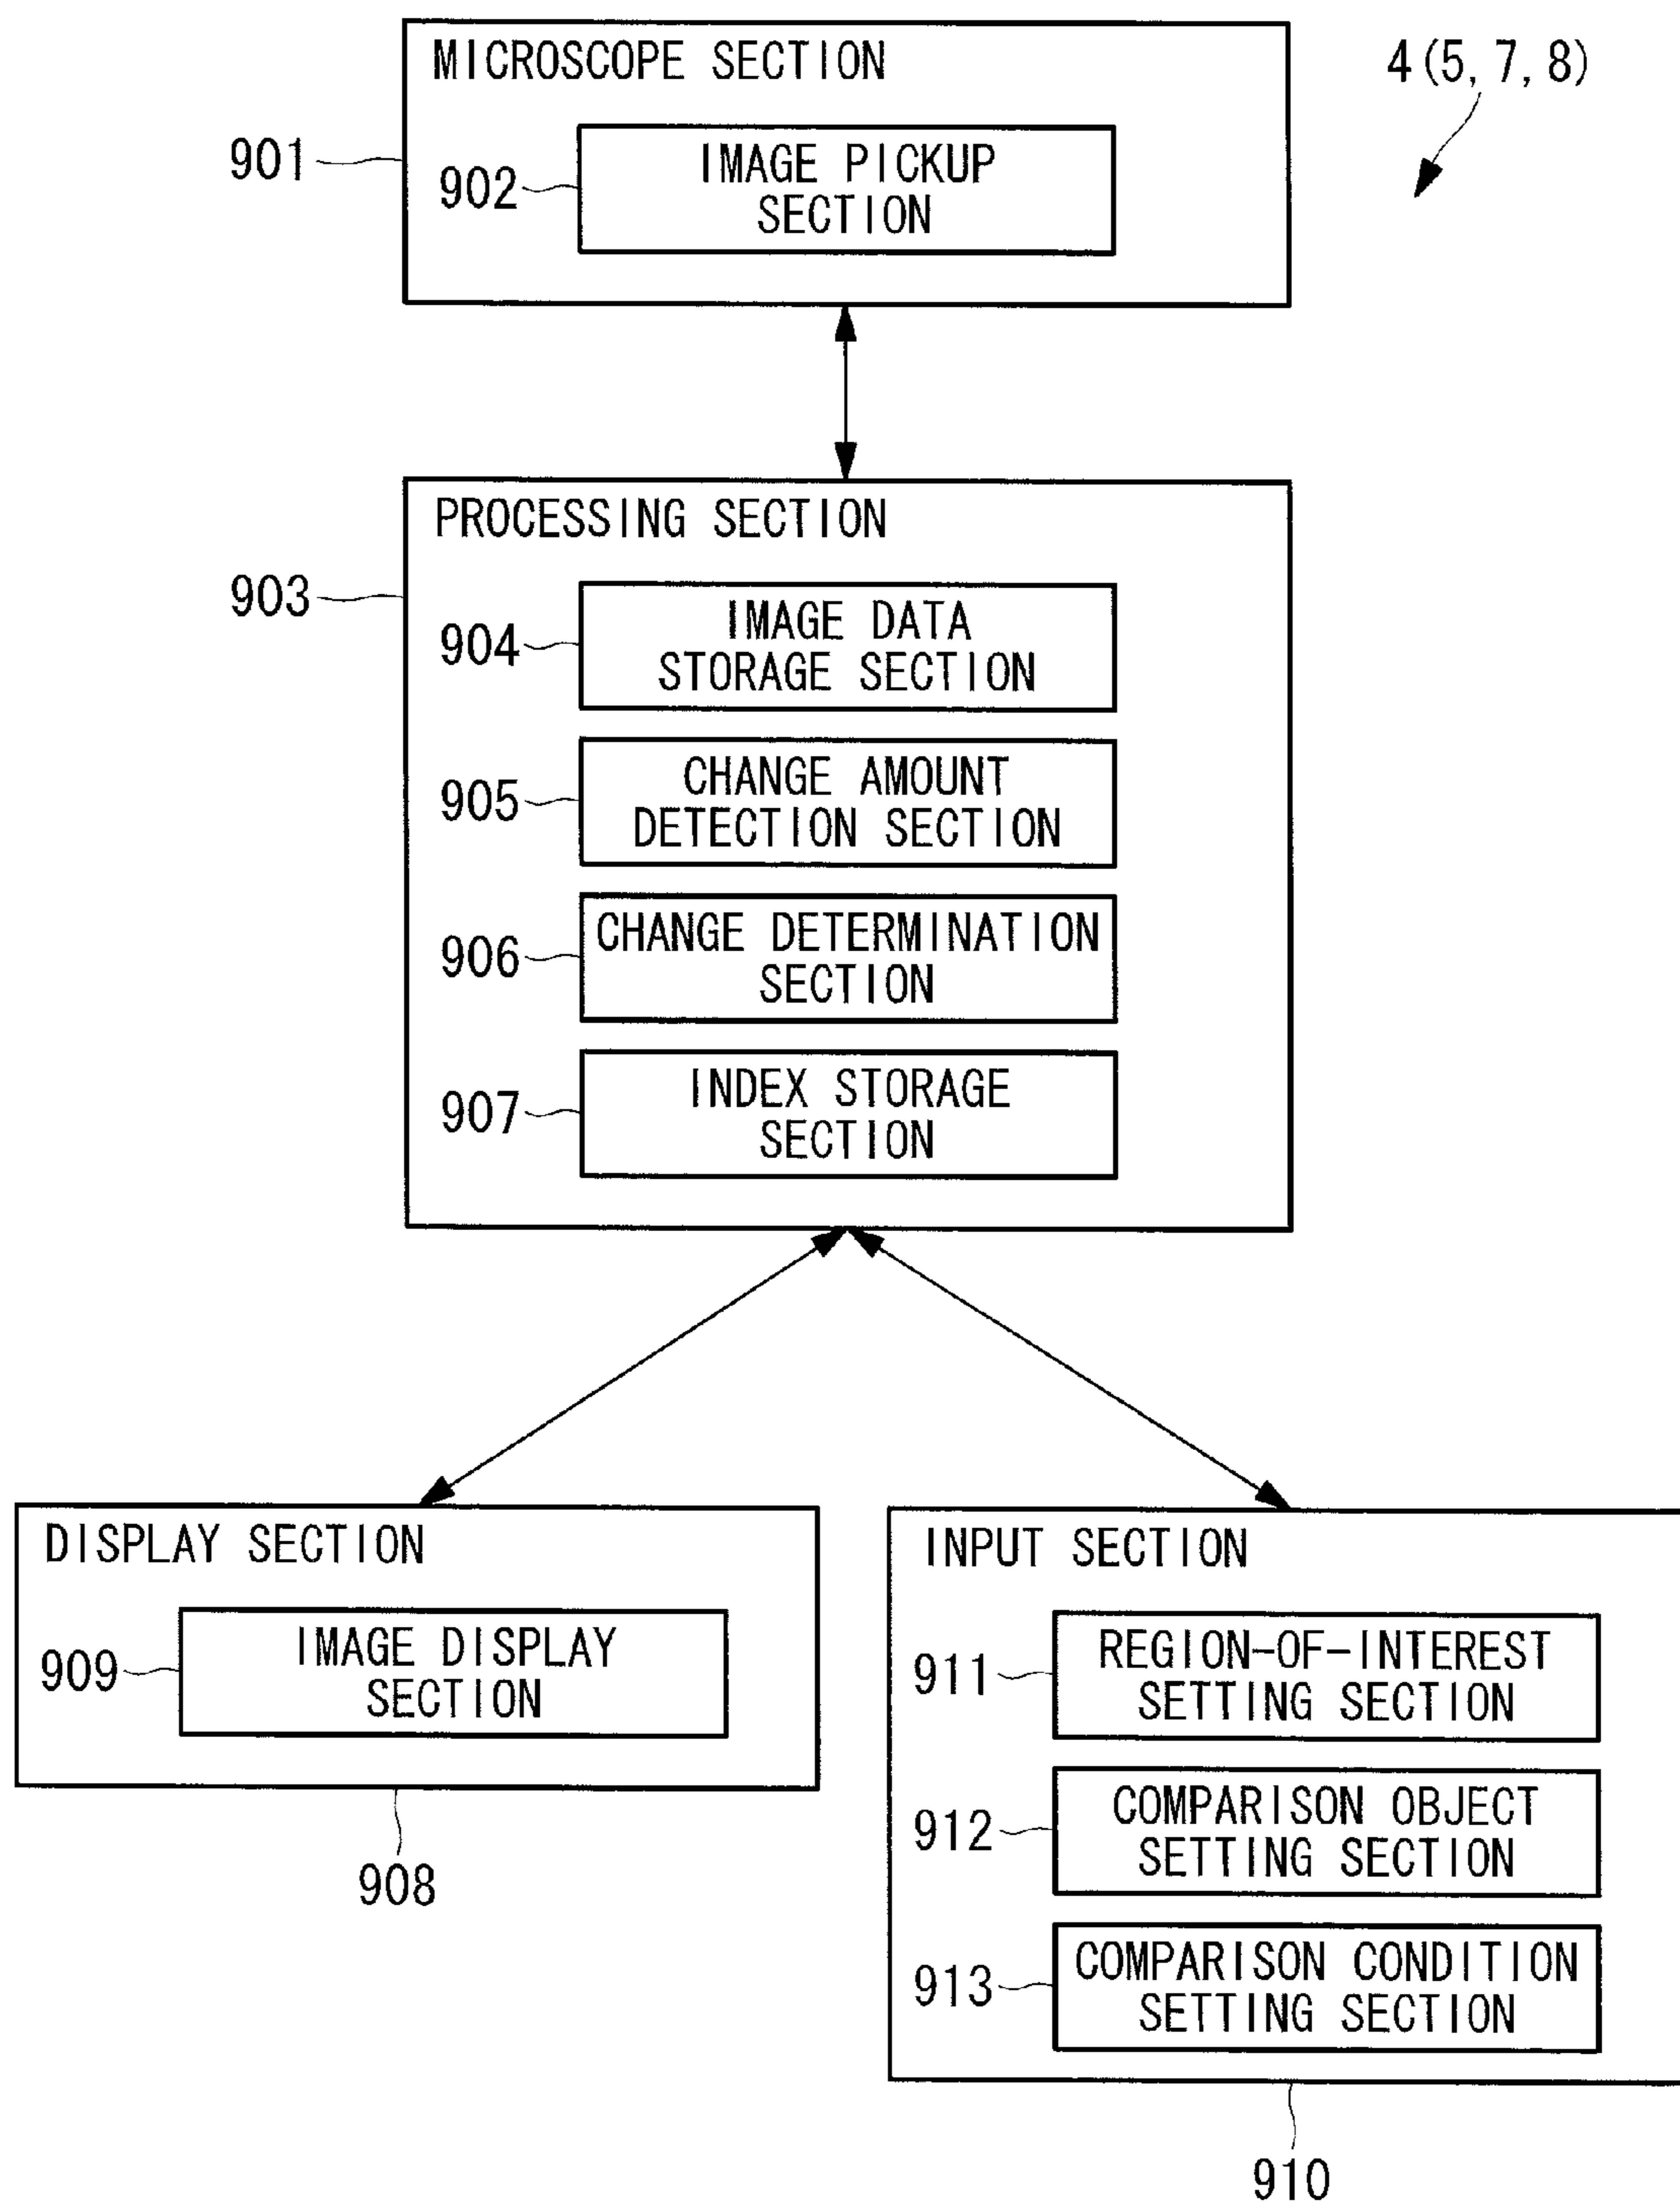 MICROSCOPE SECTION
4(5,7,8)
901
902
IMAGE PICKUP
SECTION
PROCESSING SECTION
903
904
IMAGE DATA
STORAGE SECTION
905
CHANGE AMOUNT
DETECTION SECTION
906
CHANGE DETERMINATION
SECTION
907
INDEX STORAGE
SECTION
DISPLAY SECTION
909
IMAGE DISPLAY
SECTION
908
INPUT SECTION
911
REGION-OF-INTEREST
SETTING SECTION
912
COMPARISON OBJECT
SETTING SECTION
913
COMPARISON CONDITION
SETTING SECTION
910